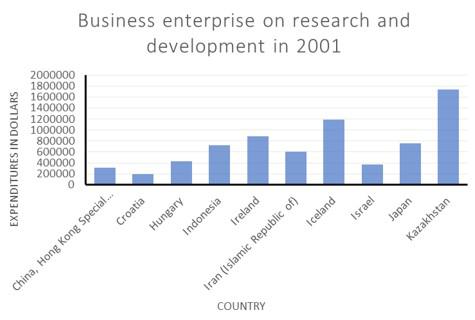 Business enterprise on research and
development in 2001
EXPENDITURES IN DOLLARS
2000000
1800000
1600000
1400000
1200000
1000000
800000
600000
400000
200000
0
China, Hong Kong Special...
Croatia
Hungary
Indonesia
Ireland
Iran (Islamic Republic of)
Iceland
Israel
Japan
Kazakhstan
COUNTRY